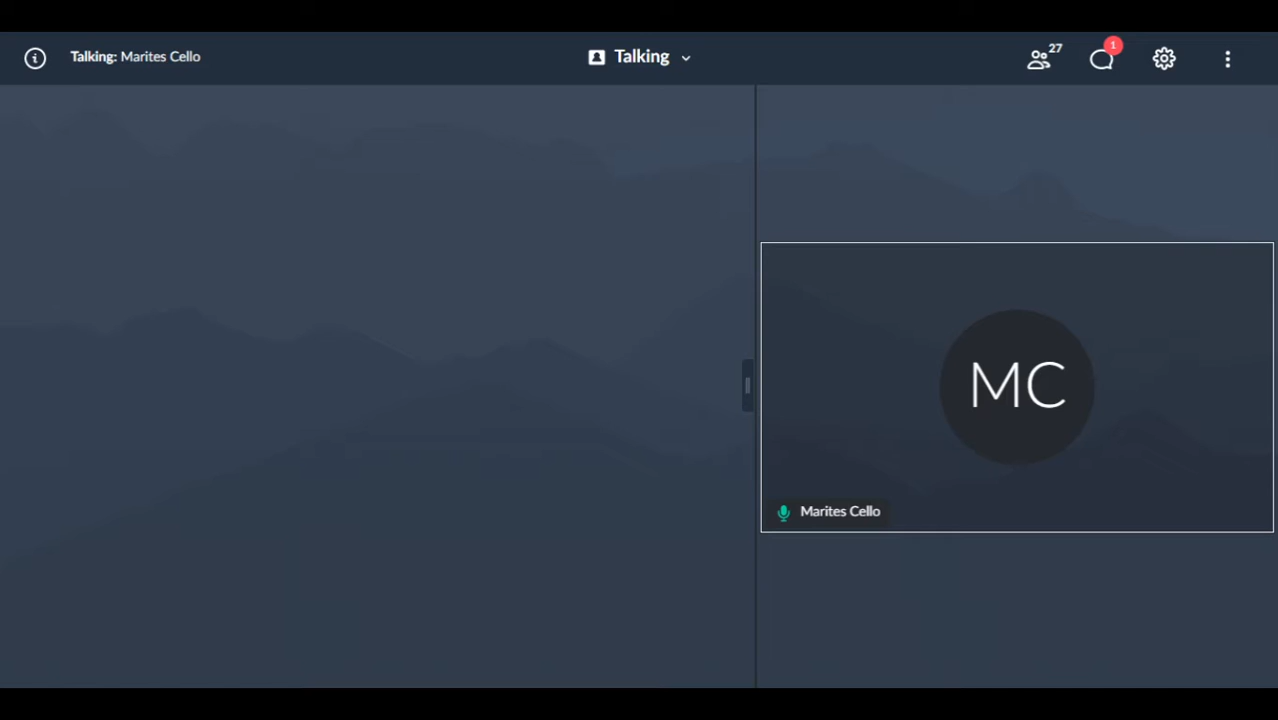 Talking: Marites Cello
Talking
27
1
MC
Marites Cello